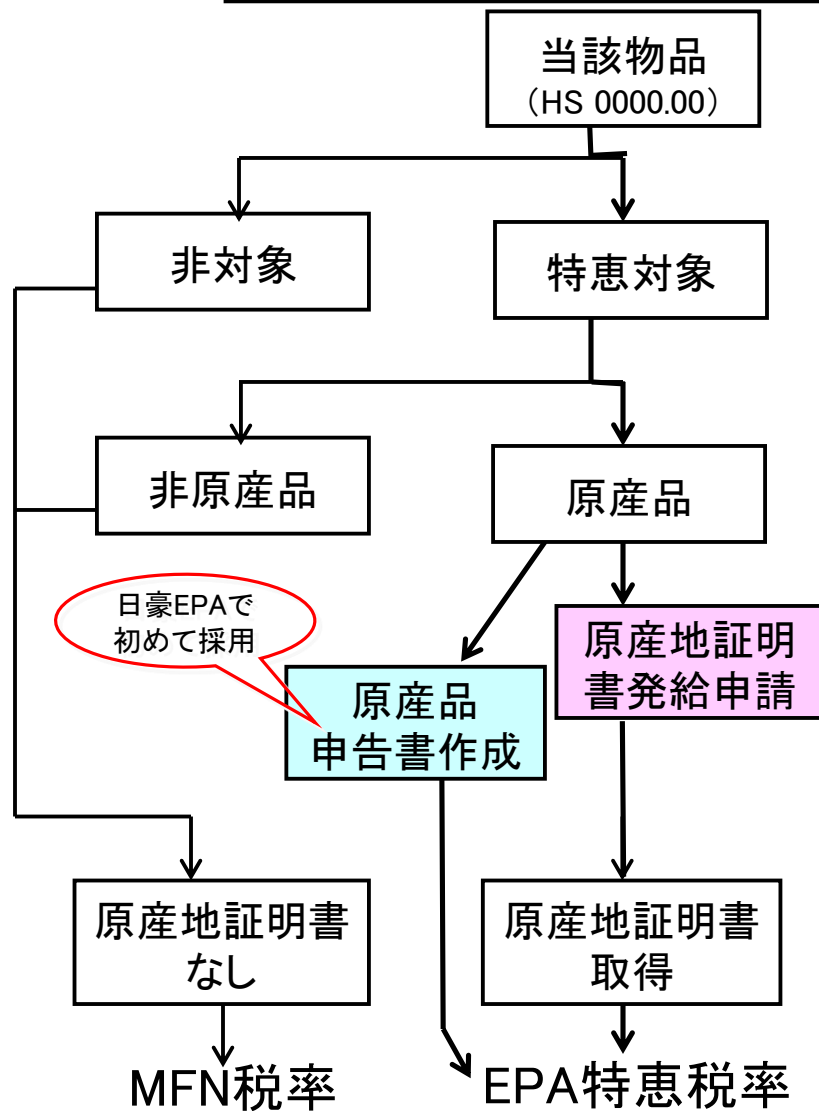 当該物品
（HS 0000.00）
非対象
特恵対象
非原産品
原産品
日豪EPAで
初めて採用
原産品
申告書作成
原産地証明
書発給申請
原産地証明書
なし
原産地証明書
取得
MFN税率
EPA特恵税率